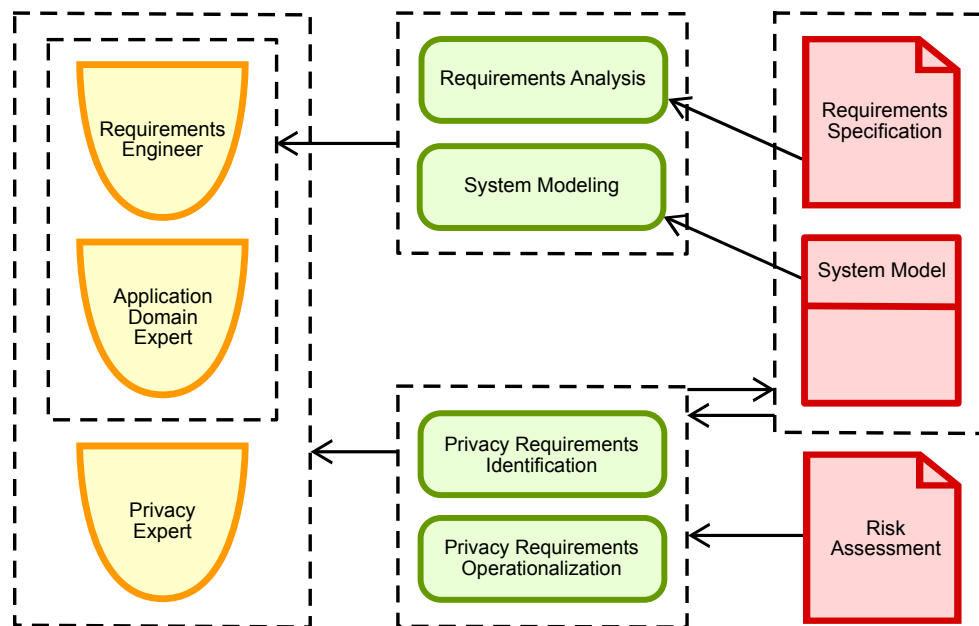 Requirements
Engineer
Application
Domain
Expert
Privacy
Expert
Requirements Analysis
System Modeling
Privacy Requirements
Identification
Privacy Requirements
Operationalization
Requirements
Specification
System Model
Risk
Assessment